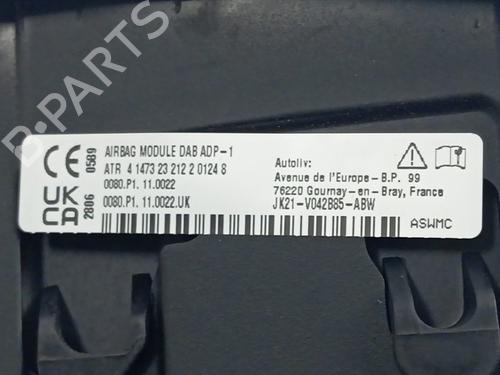 CE 0589
UK CA 2806
AIRBAG MODULE DAB ADP-1
ATR 4 1473 23 212 2 0124 8
0080.P1. 11.0022
0080.P1. 11.0022.UK
Autoliv:
Avenue de l'Europe-B.P. 99
76220 Gournay-en-Bray, France
JK21-V042B85-ABW
ASWMC
B-PARTS